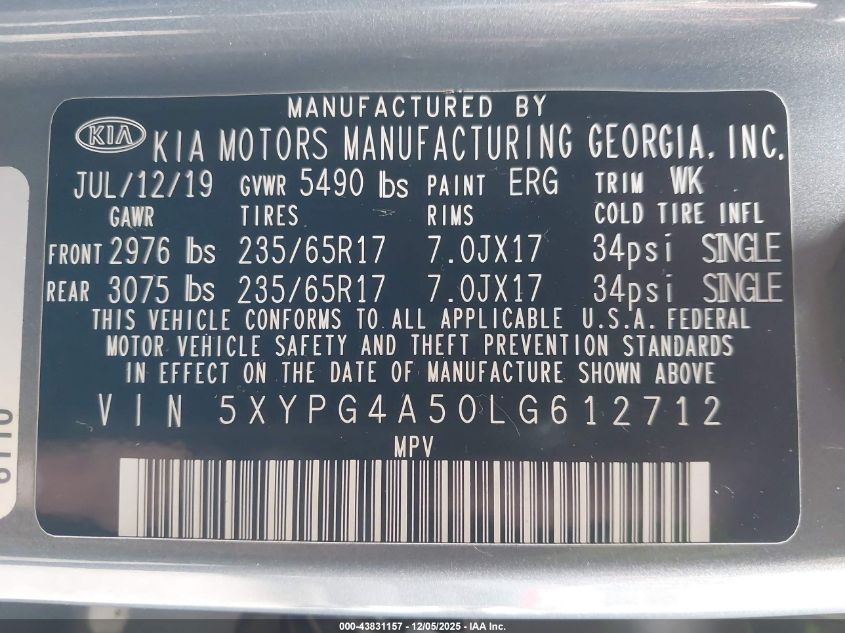 MANUFACTURED BY
KIA KIA MOTORS MANUFACTURING GEORGIA, INC.
JUL/12/19 GVWR 5490 lbs PAINT ERG TRIM WK
GAWR TIRES RIMS COLD TIRE INFL
FRONT 2976 lbs 235/65R17 7.0JX17 34psi SINGLE
REAR 3075 lbs 235/65R17 7.0JX17 34psi SINGLE
THIS VEHICLE CONFORMS TO ALL APPLICABLE U.S.A. FEDERAL
MOTOR VEHICLE SAFETY AND THEFT PREVENTION STANDARDS
IN EFFECT ON THE DATE OF MANUFACTURE SHOWN ABOVE
VIN 5XYPG4A50LG612712
MPV
000-43831157 - 12/05/2025 - IAA Inc.